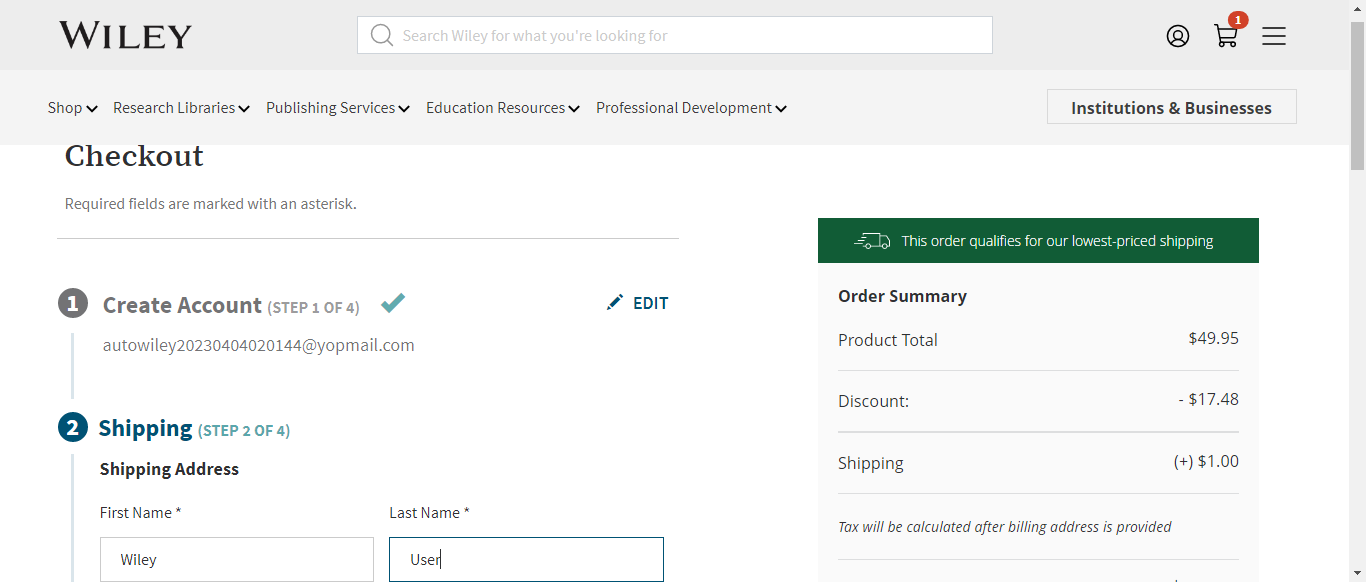 WILEY
Search Wiley for what you're looking for
1
Shop Research Libraries Publishing Services Education Resources Professional Development
Institutions & Businesses
Checkout
Required fields are marked with an asterisk.
1 Create Account (STEP 1 OF 4)
EDIT
autowiley20230404020144@yopmail.com
2 Shipping (STEP 2 OF 4)
Shipping Address
First Name * Last Name *
Wiley User
This order qualifies for our lowest-priced shipping
Order Summary
Product Total $49.95
Discount: - $17.48
Shipping (+) $1.00
Tax will be calculated after billing address is provided